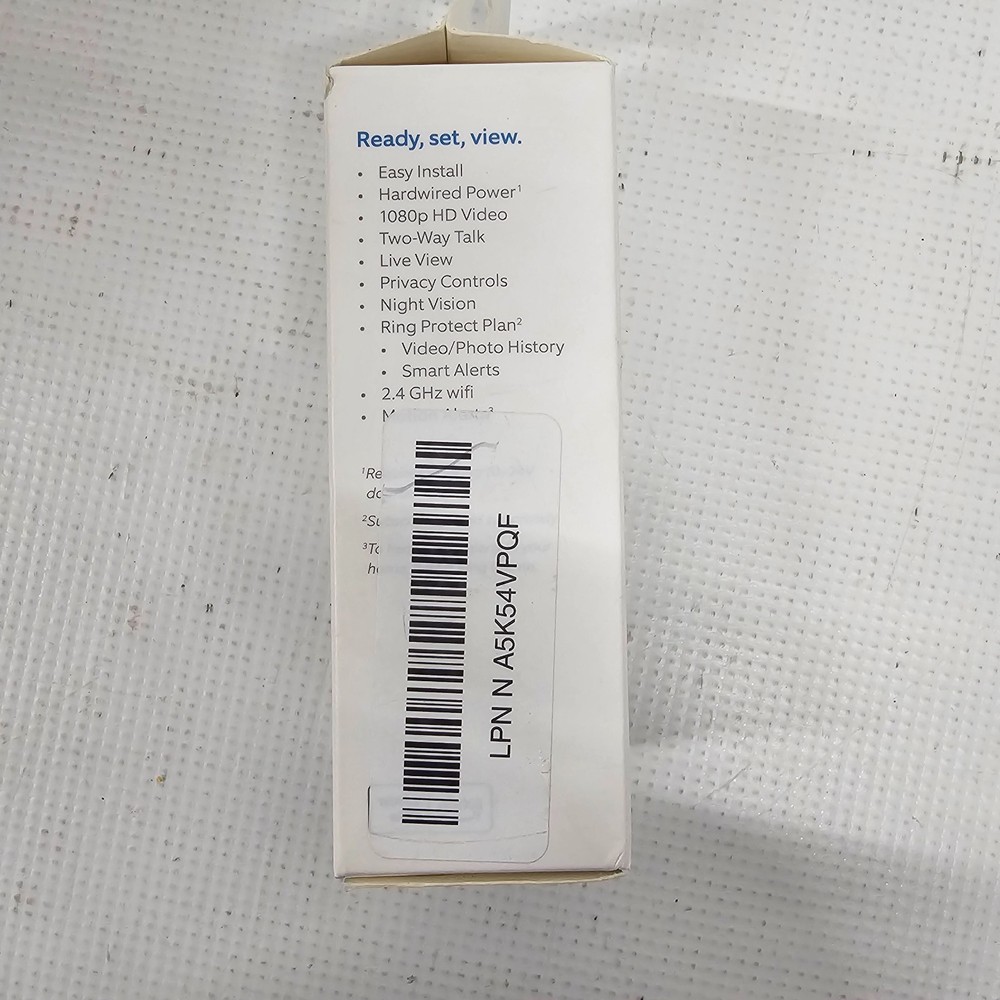 Ready, set, view.
• Easy Install
• Hardwired Power¹
• 1080p HD Video
• Two-Way Talk
• Live View
• Privacy Controls
• Night Vision
• Ring Protect Plan²
• Video/Photo History
• Smart Alerts
• 2.4 GHz wifi
LPN N A5K54VPQF